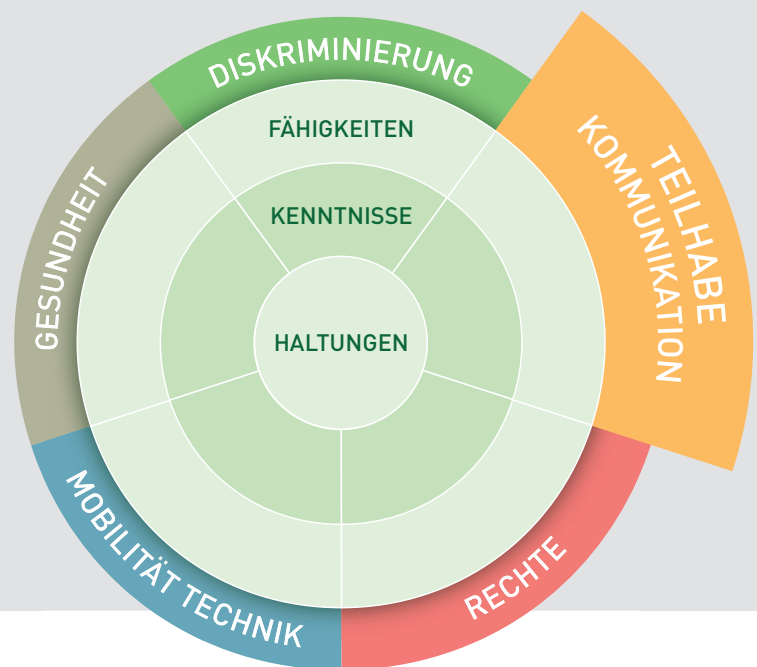 DISKRIMINIERUNG
TEILHABE
KOMMUNIKATION
RECHTE
MOBILITÄT TECHNIK
GESUNDHEIT
FÄHIGKEITEN
KENNTNISSE
HALTUNGEN